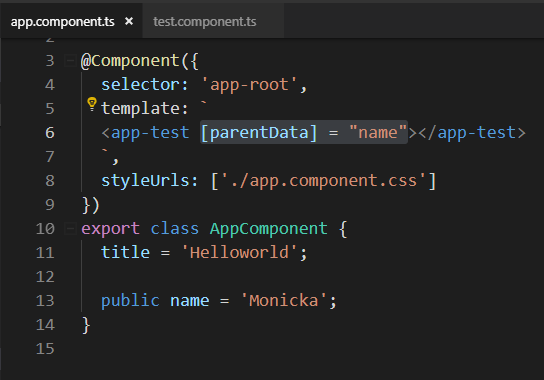 app.component.ts × test.component.ts
2
3 @Component({
4   selector: 'app-root',
5   template: `
6   <app-test [parentData] = "name"></app-test>
7   `,
8   styleUrls: ['./app.component.css']
9 })
10 export class AppComponent {
11   title = 'Helloworld';
12
13   public name = 'Monicka';
14 }
15